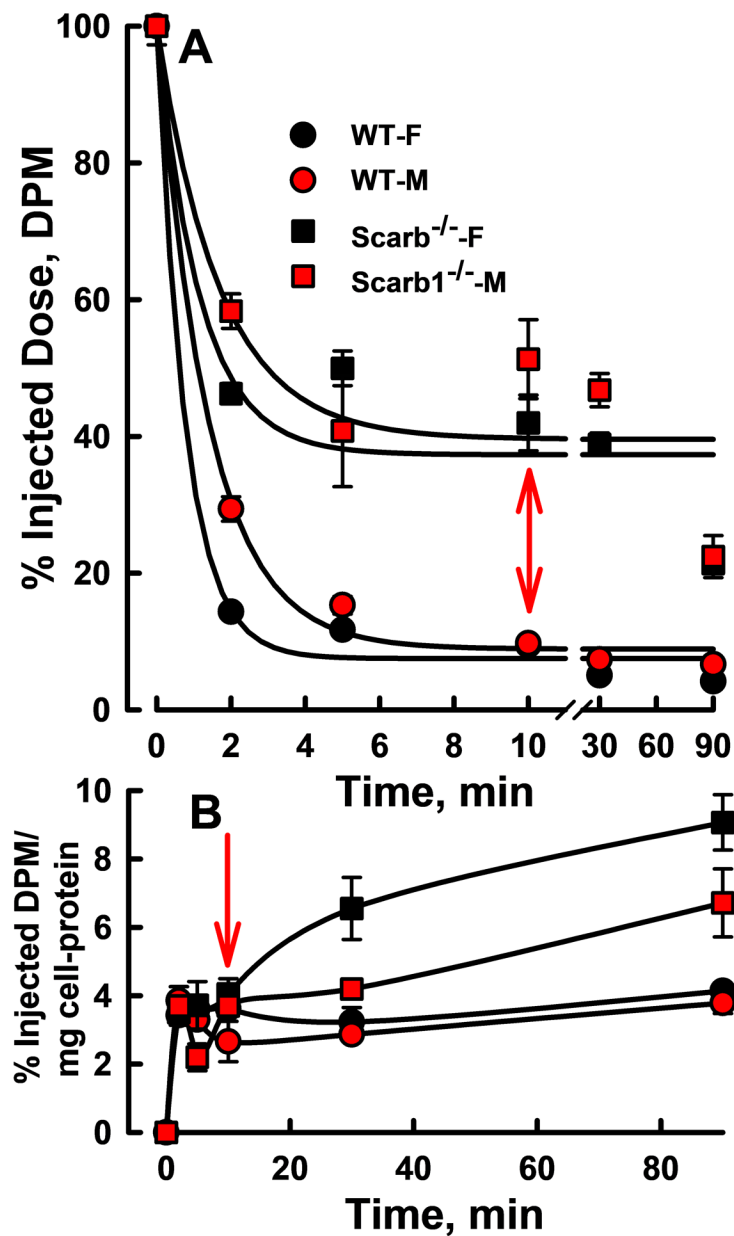 A
% Injected Dose, DPM
100
80
60
40
20
0
WT-F
WT-M
Scarb-/--F
Scarb1-/--M
0 2 4 6 8 10 30 60 90
Time, min
B
% Injected DPM/
mg cell-protein
10
8
6
4
2
0
0 20 40 60 80
Time, min